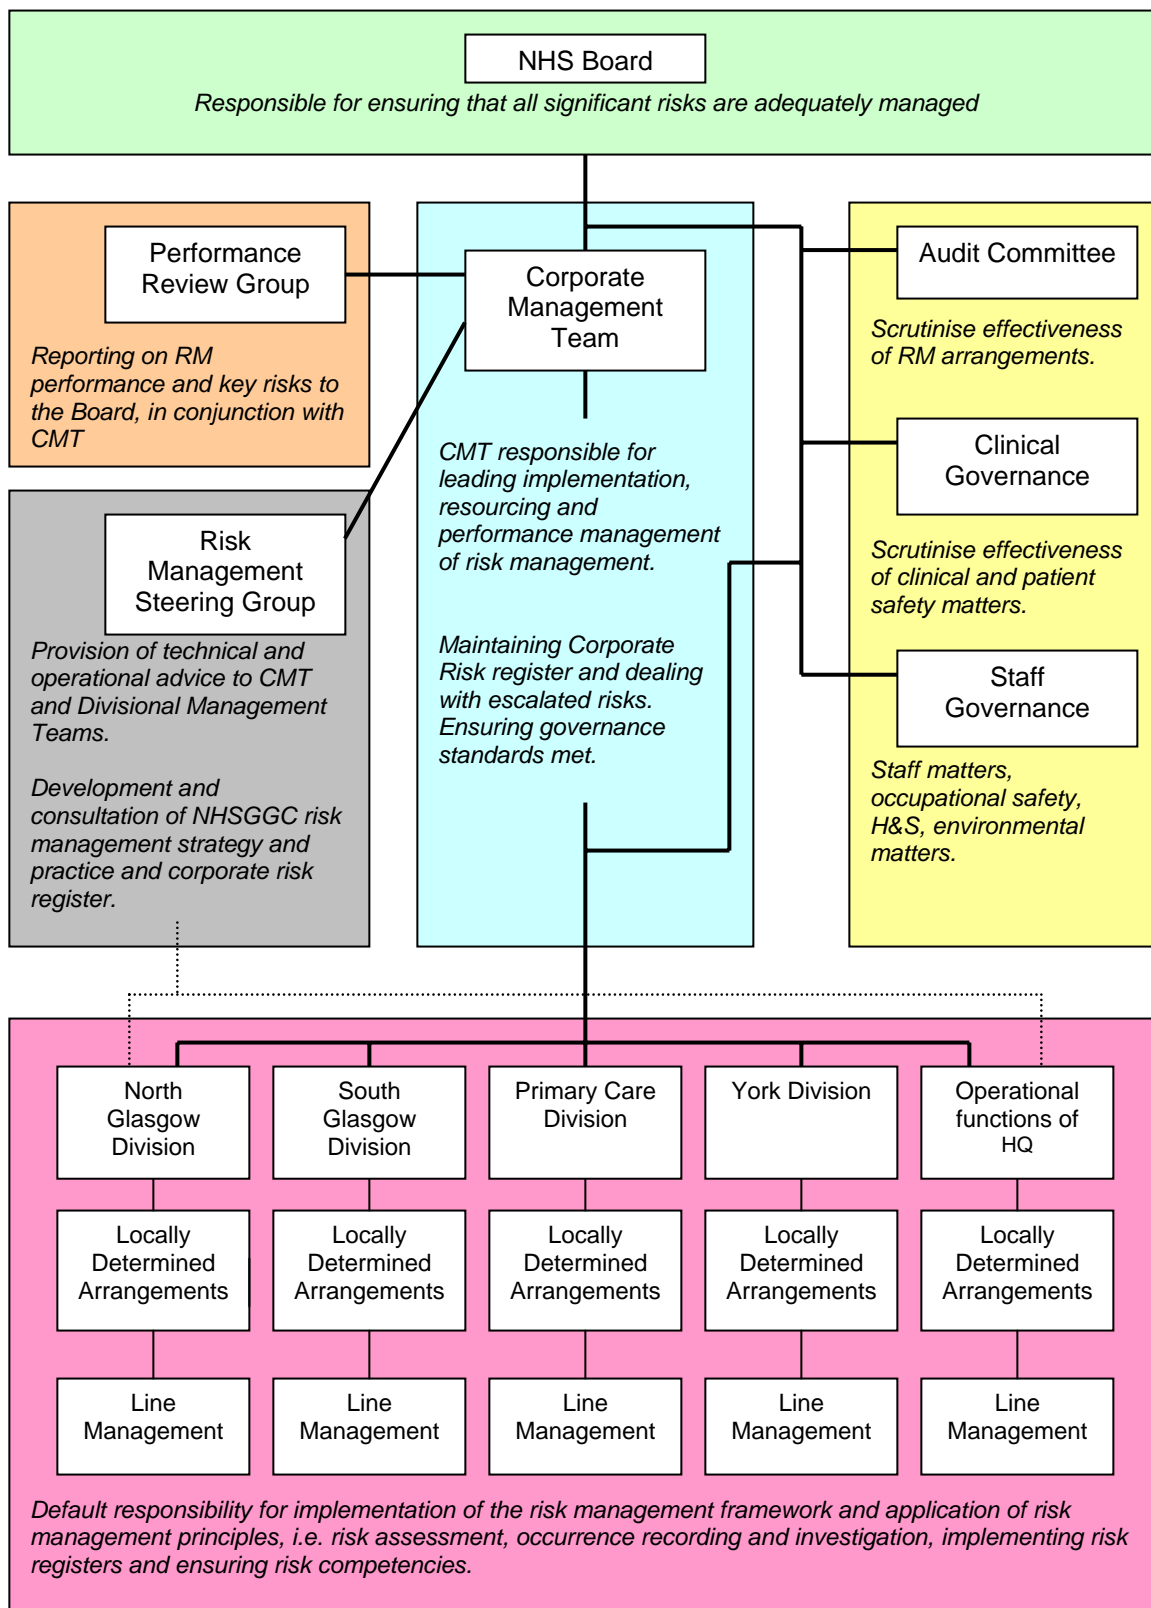 NHS Board
Responsible for ensuring that all significant risks are adequately managed
Performance
Review Group
Reporting on RM
performance and key risks to
the Board, in conjunction with
CMT
Risk
Management
Steering Group
Provision of technical and
operational advice to CMT
and Divisional Management
Teams.
Development and
consultation of NHSGGC risk
management strategy and
practice and corporate risk
register.
Corporate
Management
Team
CMT responsible for
leading implementation,
resourcing and
performance management
of risk management.
Maintaining Corporate
Risk register and dealing
with escalated risks.
Ensuring governance
standards met.
Audit Committee
Scrutinise effectiveness
of RM arrangements.
Clinical
Governance
Scrutinise effectiveness
of clinical and patient
safety matters.
Staff
Governance
Staff matters,
occupational safety,
H&S, environmental
matters.
North
Glasgow
Division
South
Glasgow
Division
Primary Care
Division
York Division
Operational
functions of
HQ
Locally
Determined
Arrangements
Locally
Determined
Arrangements
Locally
Determined
Arrangements
Locally
Determined
Arrangements
Locally
Determined
Arrangements
Line
Management
Line
Management
Line
Management
Line
Management
Line
Management
Default responsibility for implementation of the risk management framework and application of risk
management principles, i.e. risk assessment, occurrence recording and investigation, implementing risk
registers and ensuring risk competencies.